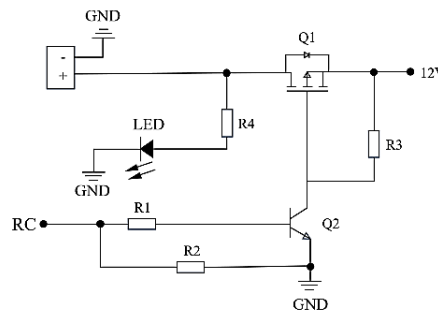 GND
Q1
-
+
12V
R4
LED
R3
GND
R1
RC
Q2
R2
GND